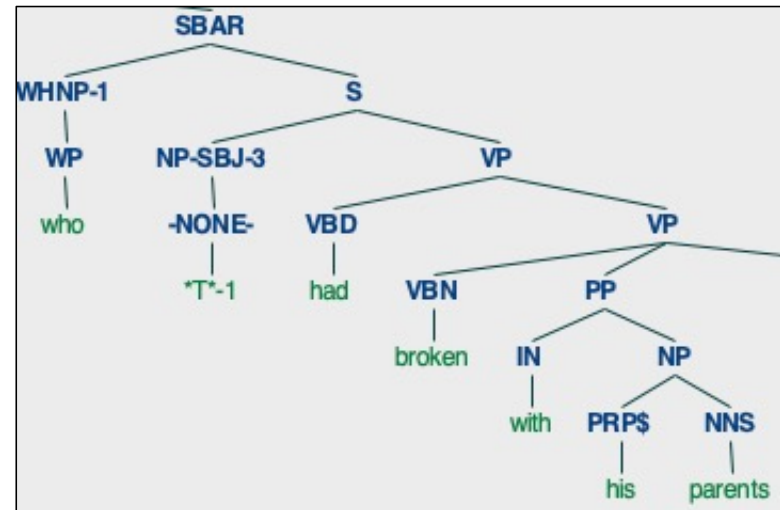 SBAR
WHNP-1 S
WP NP-SBJ-3 VP
who -NONE- VBD VP
*T*-1 had VBN PP
broken IN NP
with PRP$ NNS
his parents